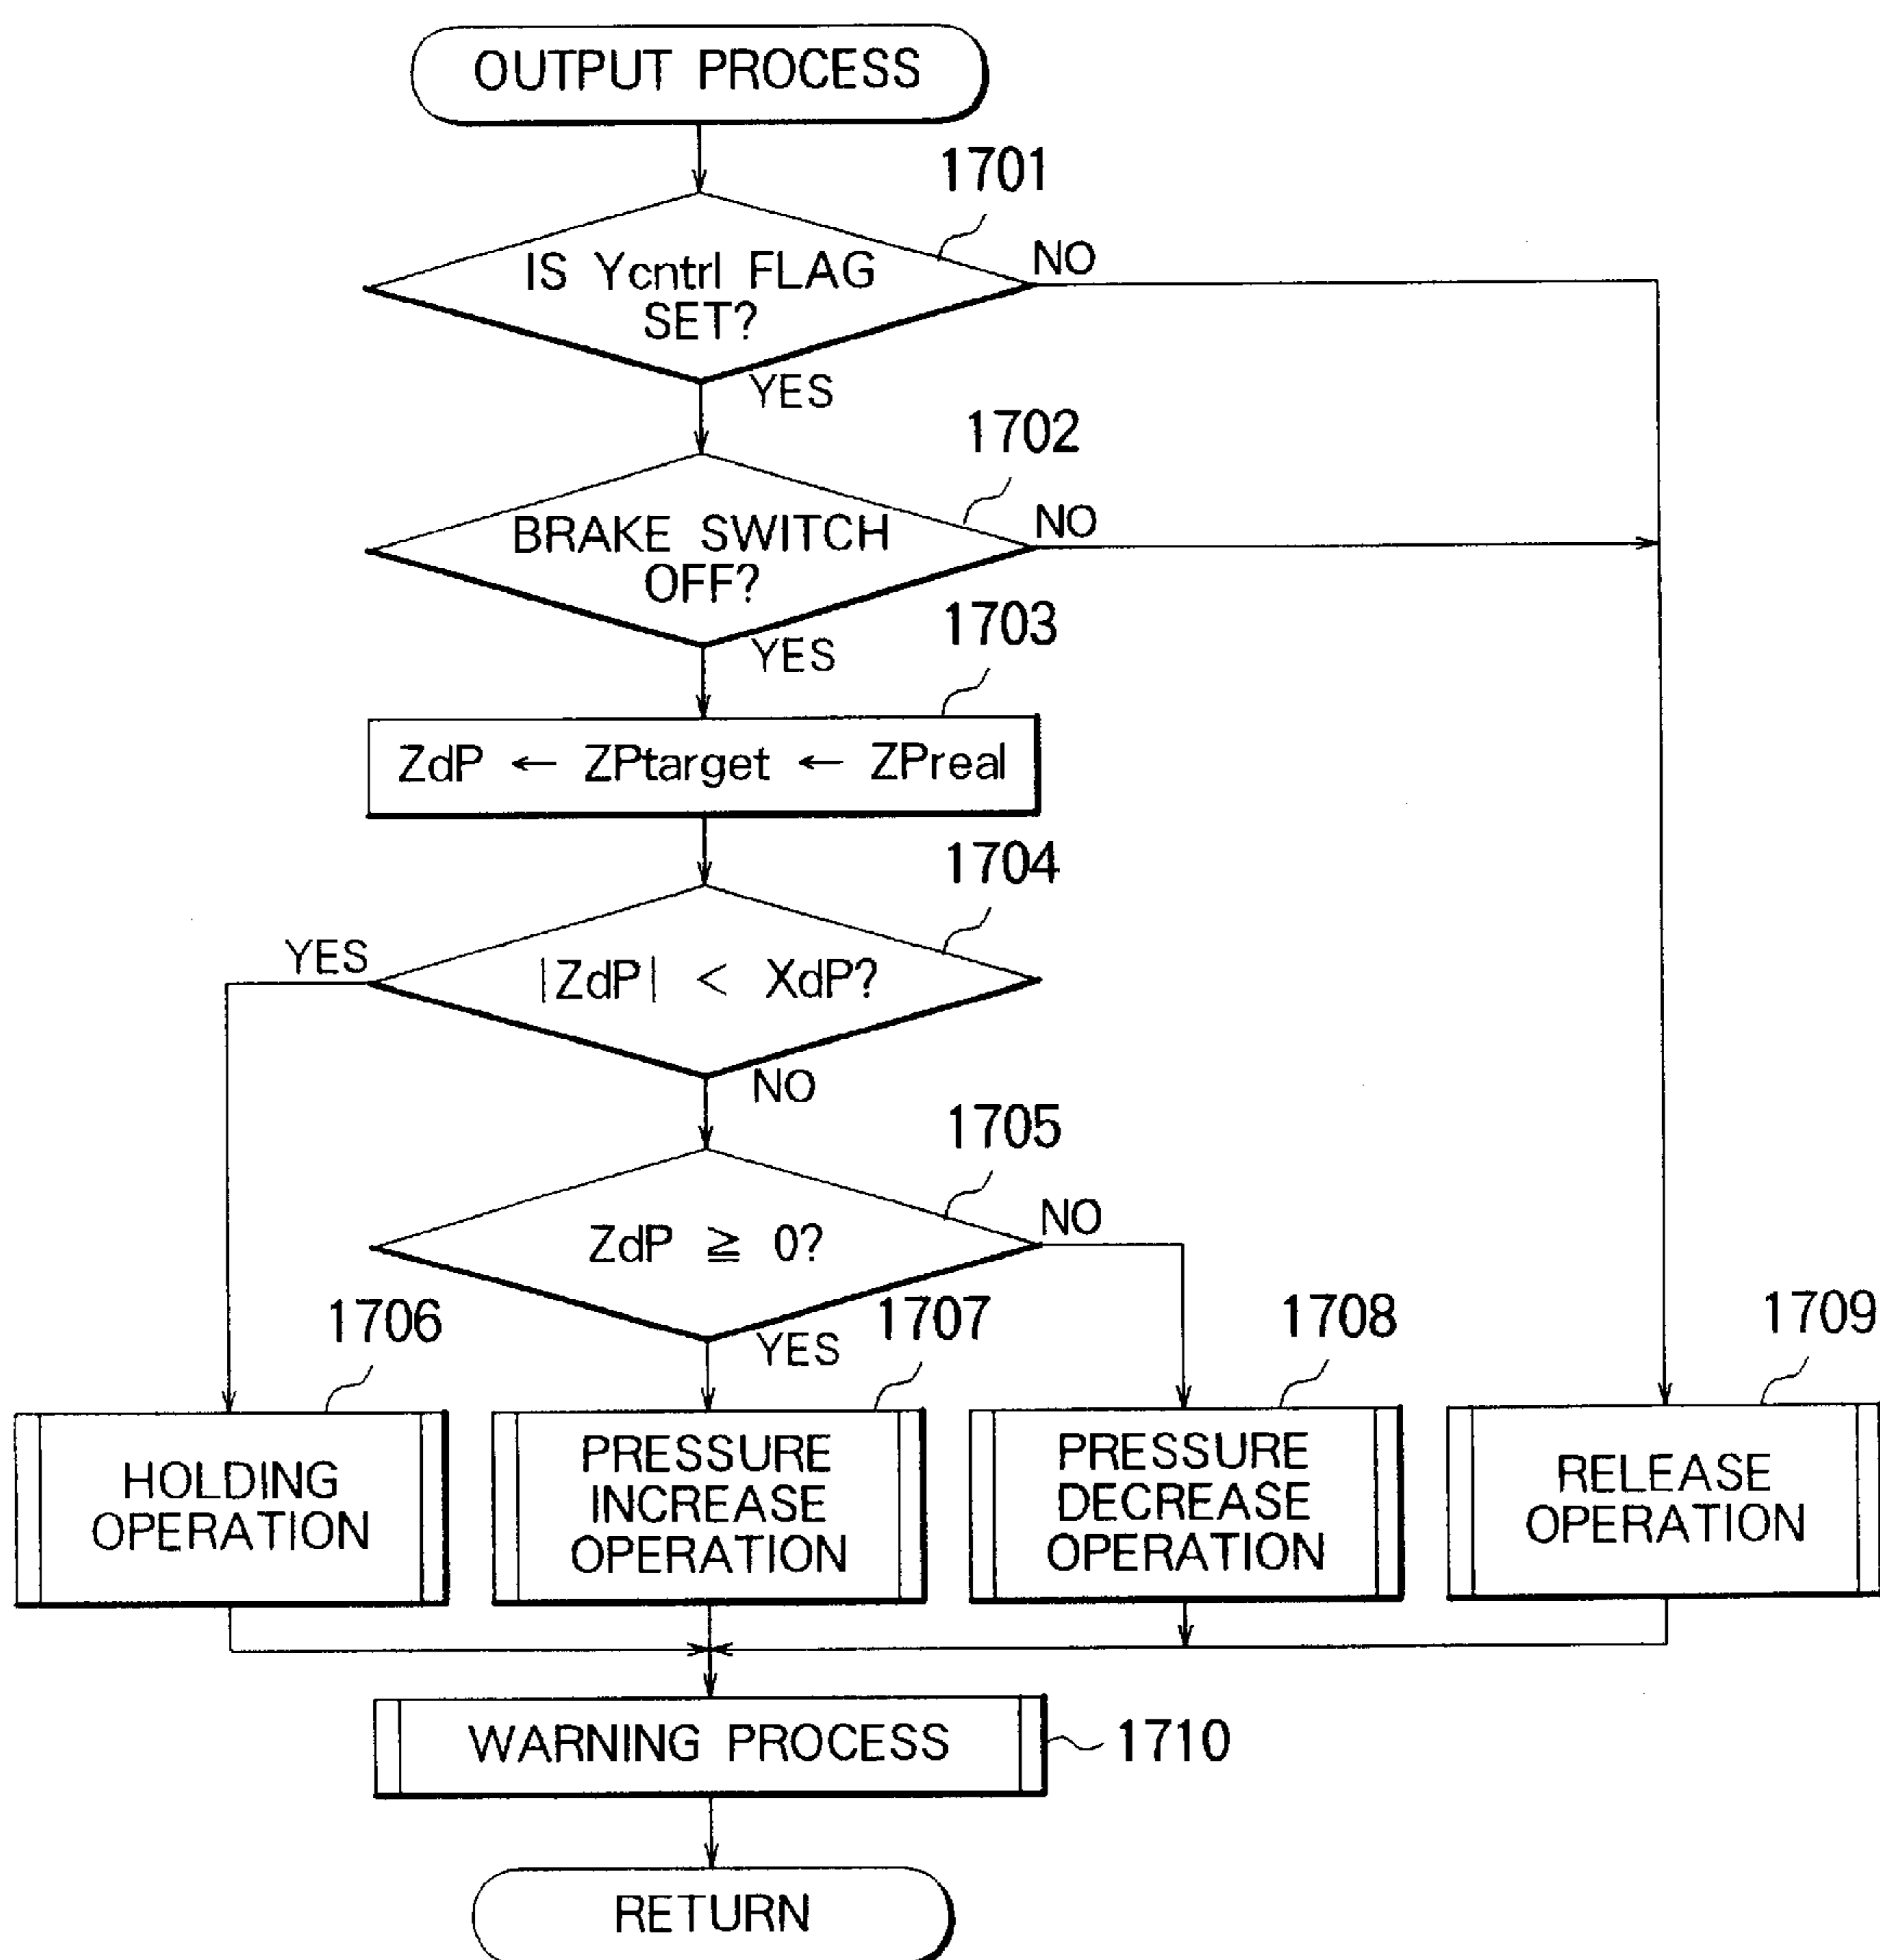 OUTPUT PROCESS
1701
IS Ycntrl FLAG
SET?
NO
YES
1702
BRAKE SWITCH
OFF?
NO
YES
1703
ZdP ← ZPtarget ← ZPreal
1704
YES
|ZdP| < XdP?
NO
1705
ZdP ≧ 0?
NO
YES
1706
1707
1708
1709
HOLDING
OPERATION
PRESSURE
INCREASE
OPERATION
PRESSURE
DECREASE
OPERATION
RELEASE
OPERATION
WARNING PROCESS
1710
RETURN